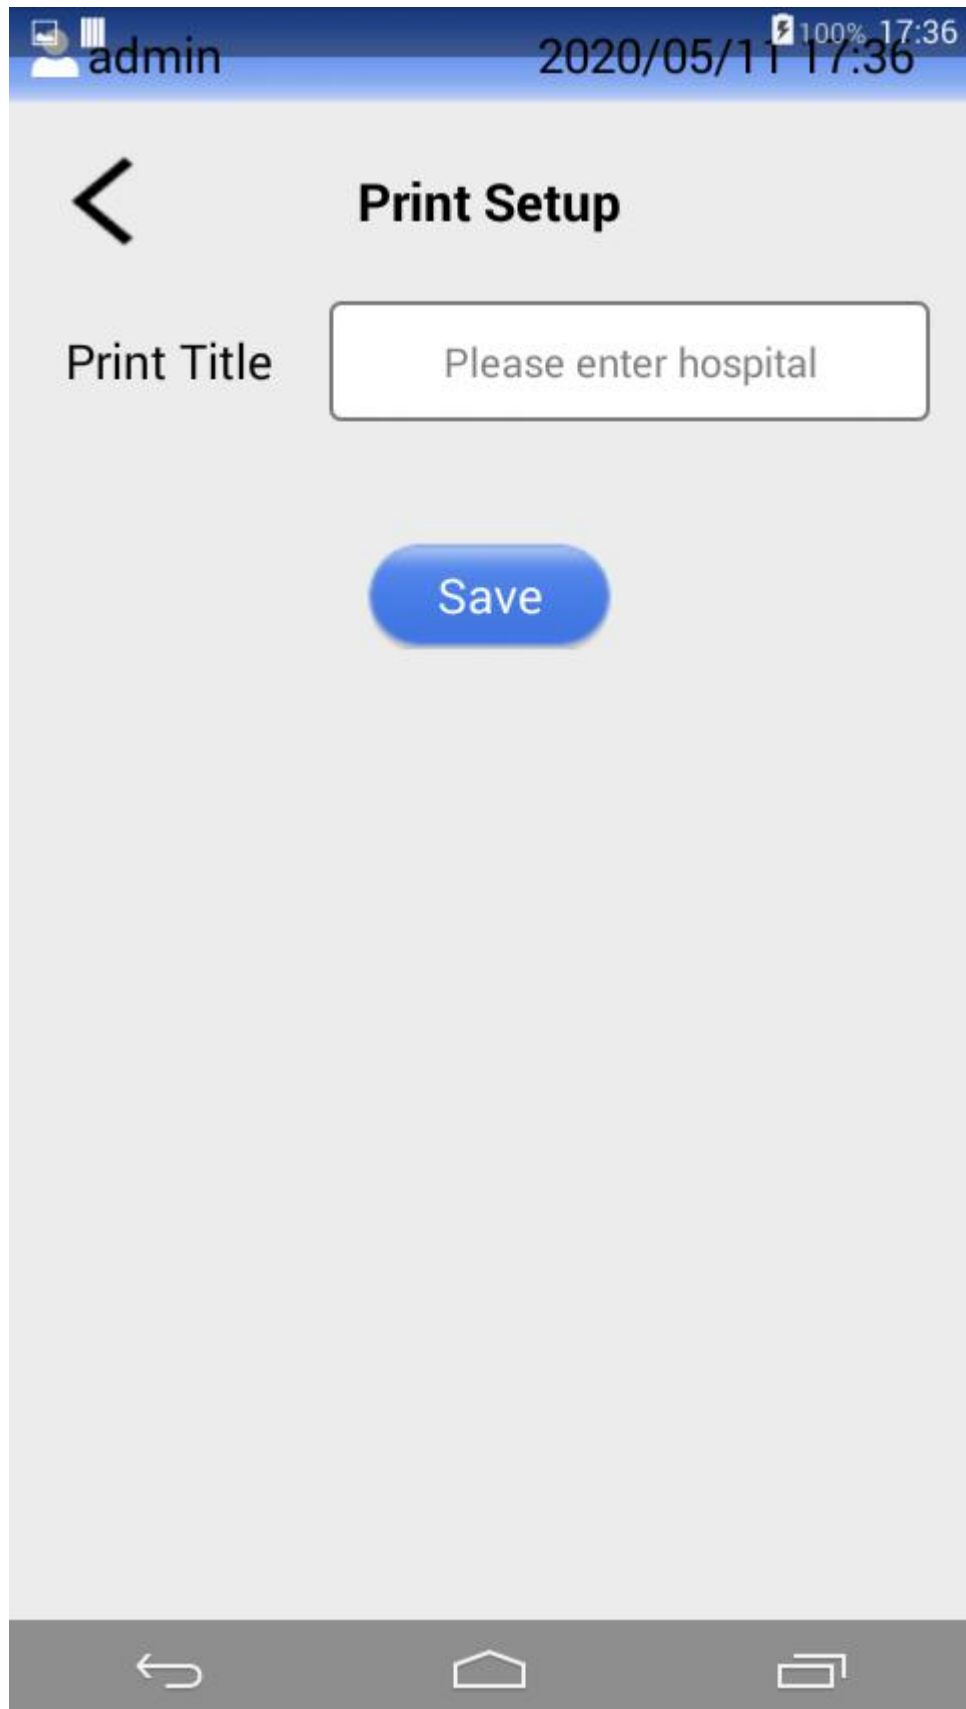 100% 17:36
admin 2020/05/11 17:36
Print Setup
Print Title Please enter hospital
Save